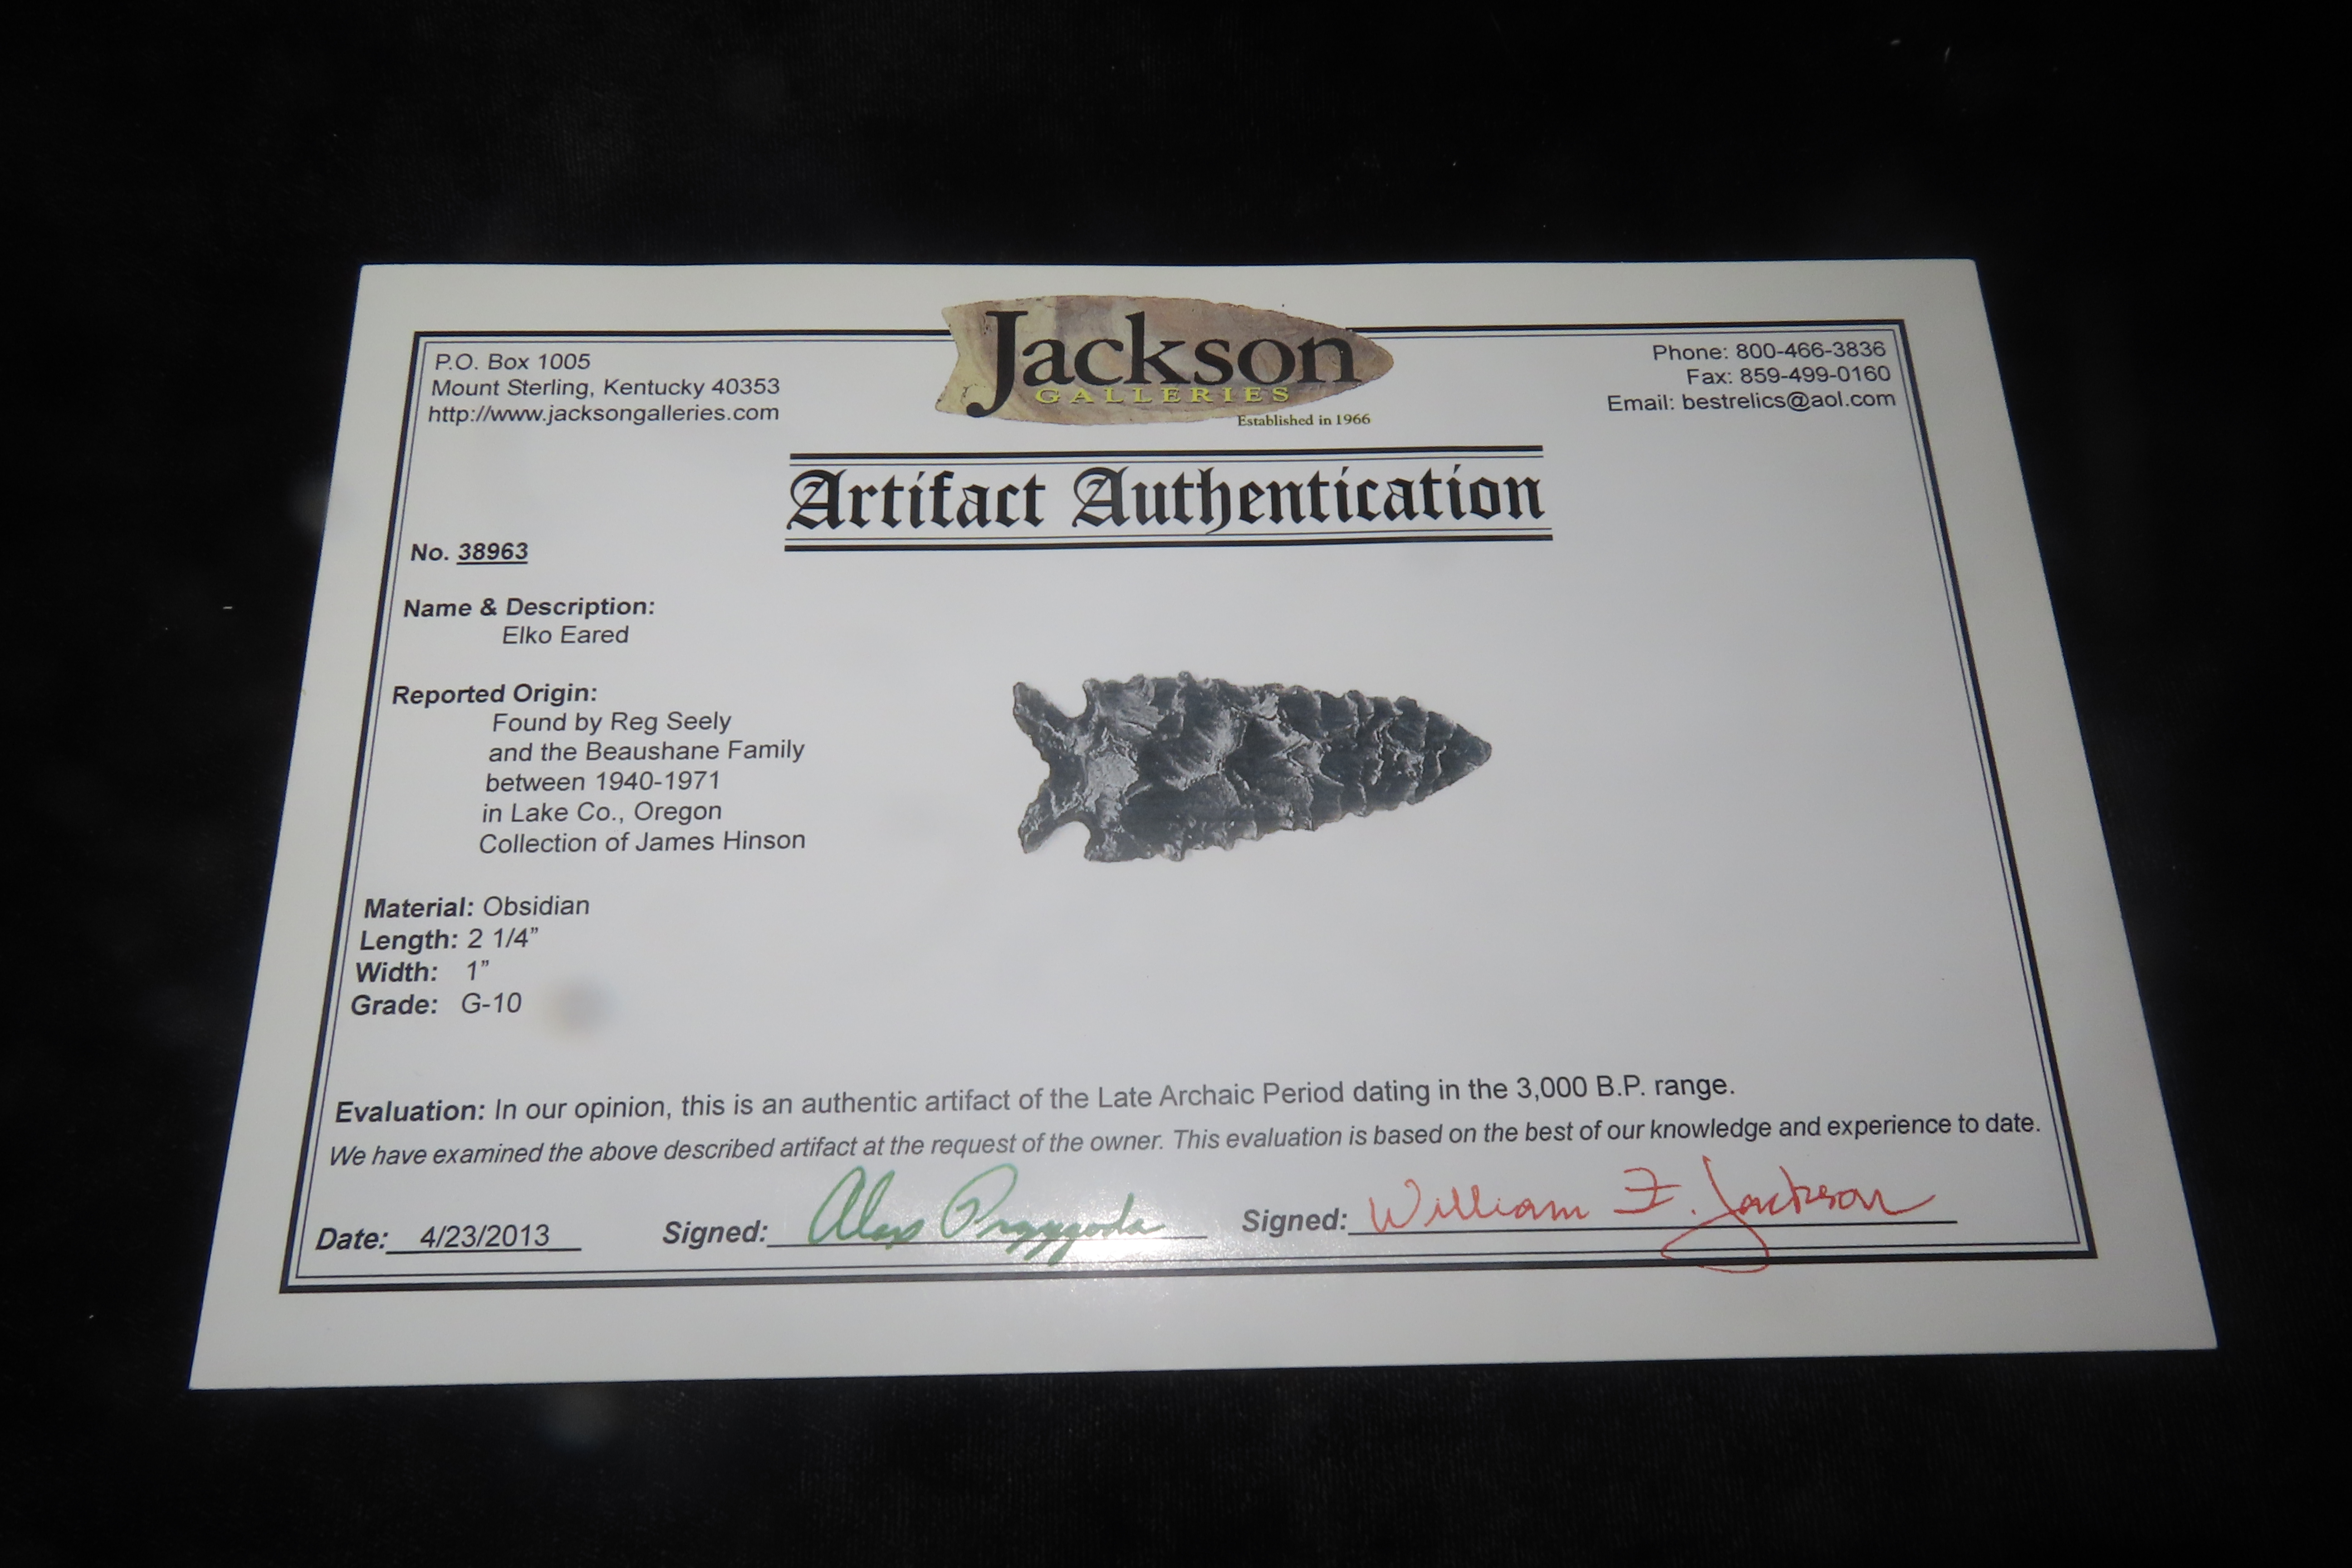 P.O. Box 1005
Mount Sterling, Kentucky 40353
http://www.jacksongalleries.com
Jackson
GALLERIES
Established in 1966
Phone: 800-466-3836
Fax: 859-499-0160
Email: bestrelics@aol.com
Artifact Authentication
No. 38963
Name & Description:
Elko Eared
Reported Origin:
Found by Reg Seely
and the Beaushane Family
between 1940-1971
in Lake Co., Oregon
Collection of James Hinson
Material: Obsidian
Length: 2 1/4”
Width: 1”
Grade: G-10
Evaluation: In our opinion, this is an authentic artifact of the Late Archaic Period dating in the 3,000 B.P. range.
We have examined the above described artifact at the request of the owner. This evaluation is based on the best of our knowledge and experience to date.
Date: 4/23/2013
Signed: Alex
Signed: William F. Jackson